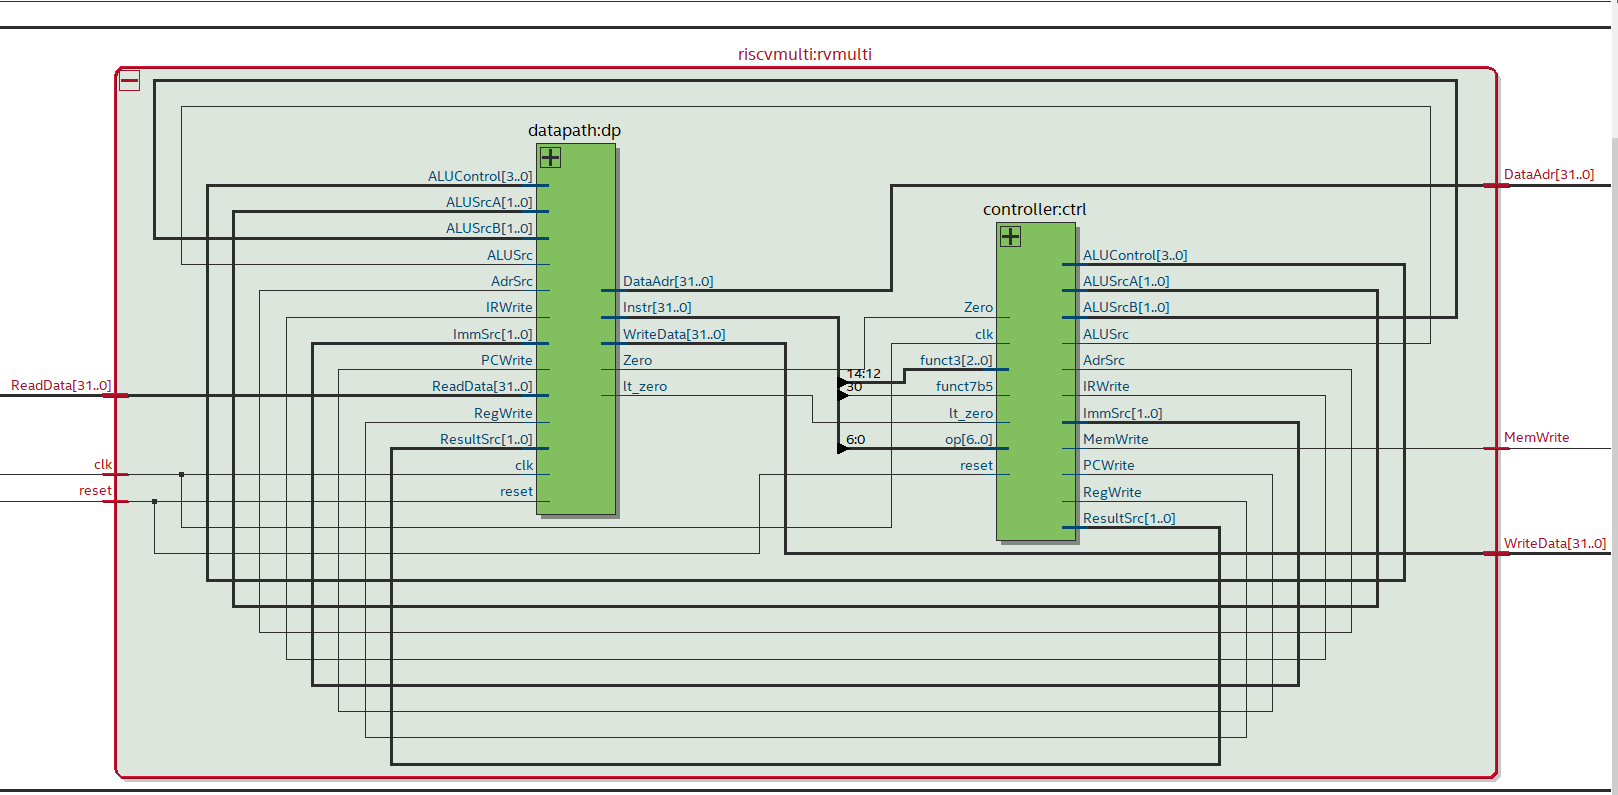 riscvmulti:rvmulti
datapath:dp
ALUControl[3..0]
ALUSrcA[1..0]
ALUSrcB[1..0]
ALUSrc
AdrSrc
IRWrite
ImmSrc[1..0]
PCWrite
ReadData[31..0]
RegWrite
ResultSrc[1..0]
clk
reset
DataAdr[31..0]
Instr[31..0]
WriteData[31..0]
Zero
lt_zero
14:12
30
6:0
controller:ctrl
Zero
clk
funct3[2..0]
funct7b5
lt_zero
op[6..0]
reset
ALUControl[3..0]
ALUSrcA[1..0]
ALUSrcB[1..0]
ALUSrc
AdrSrc
IRWrite
ImmSrc[1..0]
MemWrite
PCWrite
RegWrite
ResultSrc[1..0]
ReadData[31..0]
clk
reset
DataAdr[31..0]
MemWrite
WriteData[31..0]